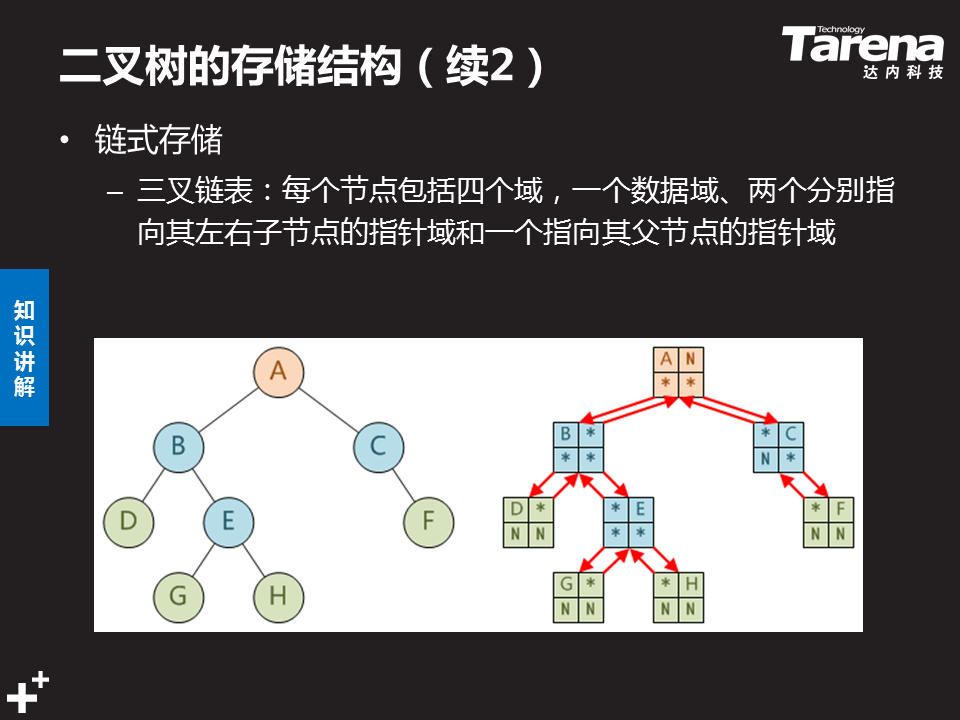 二叉树的存储结构（续2）
Technology
Tarena
达内科技
• 链式存储
– 三叉链表：每个节点包括四个域，一个数据域、两个分别指
向其左右子节点的指针域和一个指向其父节点的指针域
知
识
讲
解
A
B C
D E F
G H
A N
* *
B * * C
* * N *
D * * E * F
N N * * N N
G * * H
N N N N